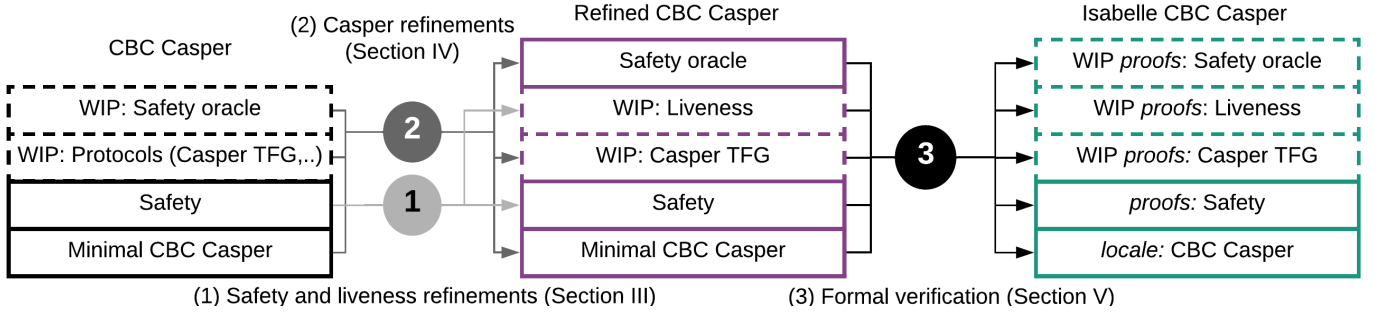 CBC Casper
WIP: Safety oracle
WIP: Protocols (Casper TFG,..)
Safety
Minimal CBC Casper
(2) Casper refinements
(Section IV)
2
1
(1) Safety and liveness refinements (Section III)
Refined CBC Casper
Safety oracle
WIP: Liveness
WIP: Casper TFG
Safety
Minimal CBC Casper
3
(3) Formal verification (Section V)
Isabelle CBC Casper
WIP proofs: Safety oracle
WIP proofs: Liveness
WIP proofs: Casper TFG
proofs: Safety
locale: CBC Casper